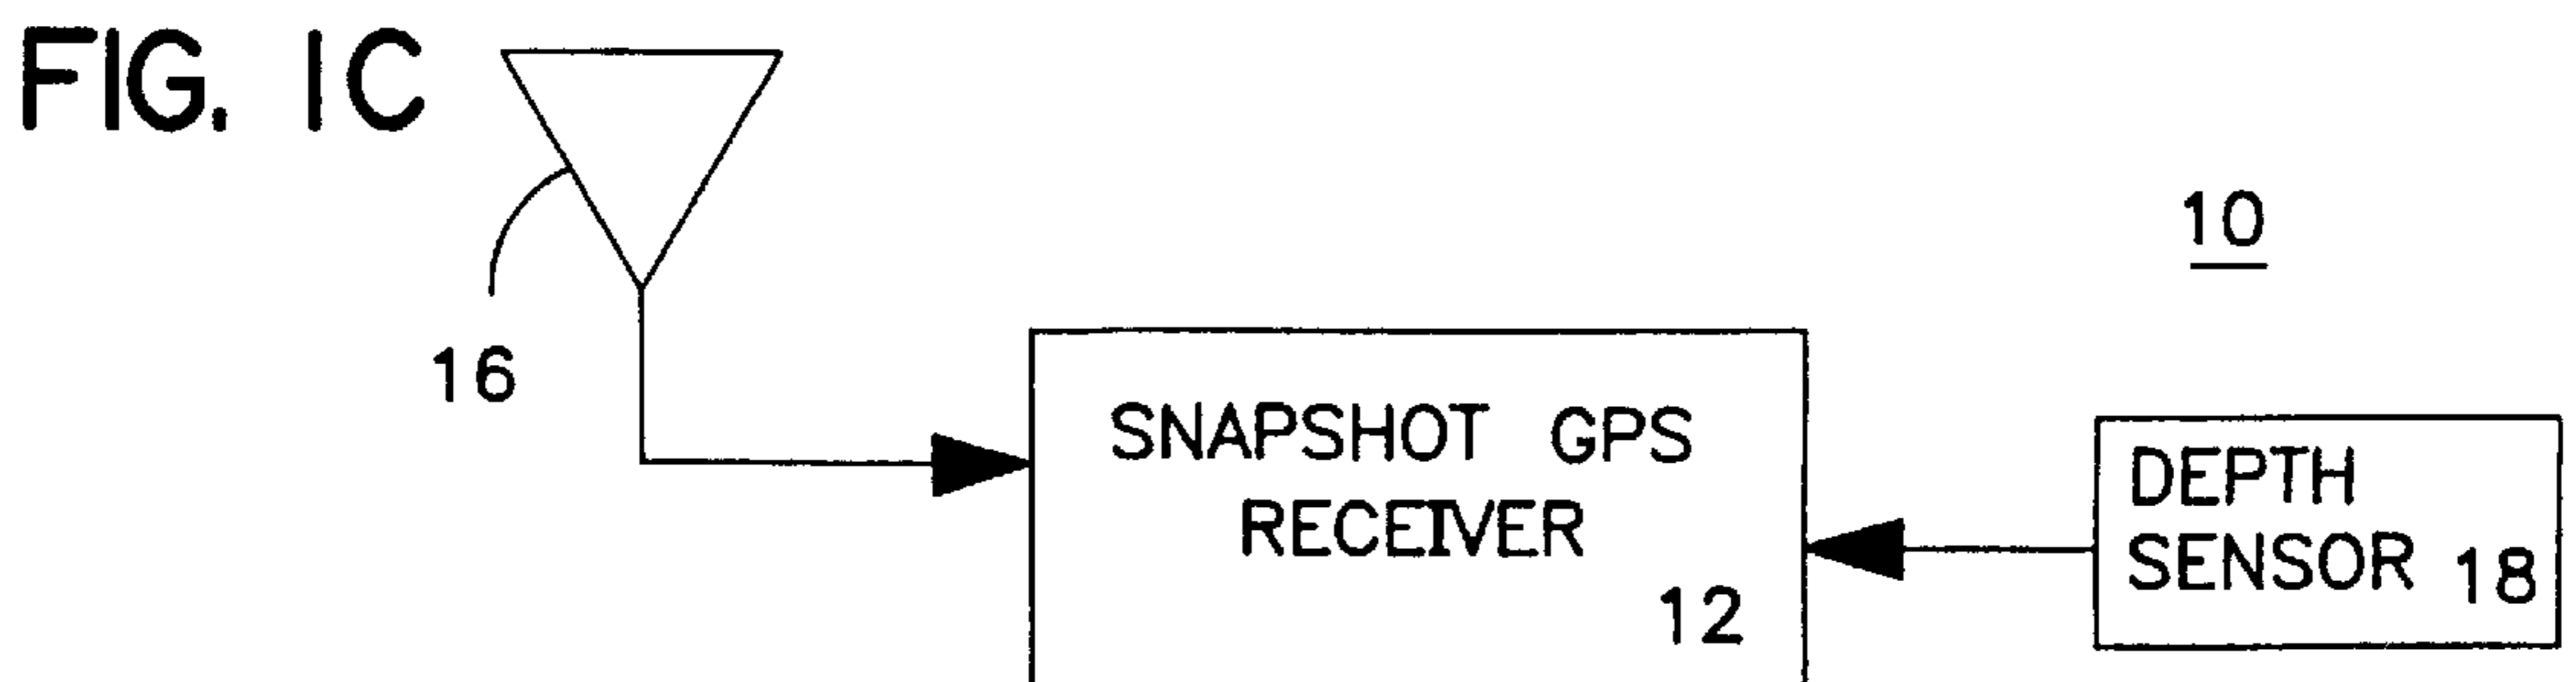 FIG. 1C
10
16
SNAPSHOT GPS
RECEIVER
12
DEPTH
SENSOR 18